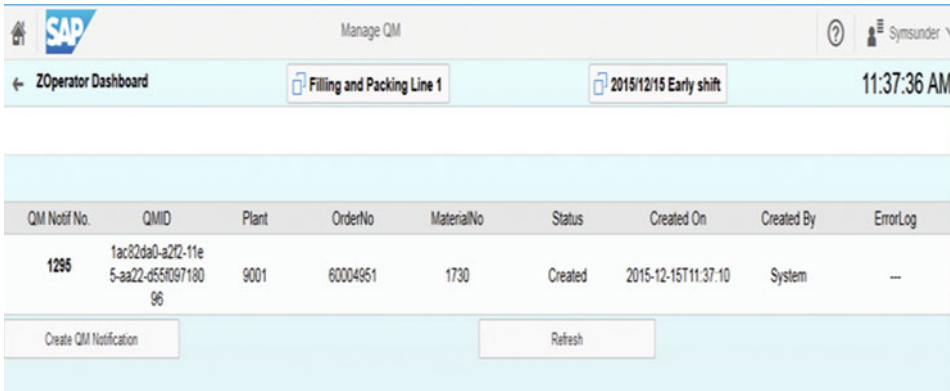 SAP Manage QM Symsunder
ZOperator Dashboard Filling and Packing Line 1 2015/12/15 Early shift 11:37:36 AM
QM Notif No. QMID Plant OrderNo MaterialNo Status Created On Created By ErrorLog
1295 1ac82da0-a2f2-11e 9001 60004951 1730 Created 2015-12-15T11:37:10 System ---
5-aa22-d55f097180
96
Create QM Notification Refresh